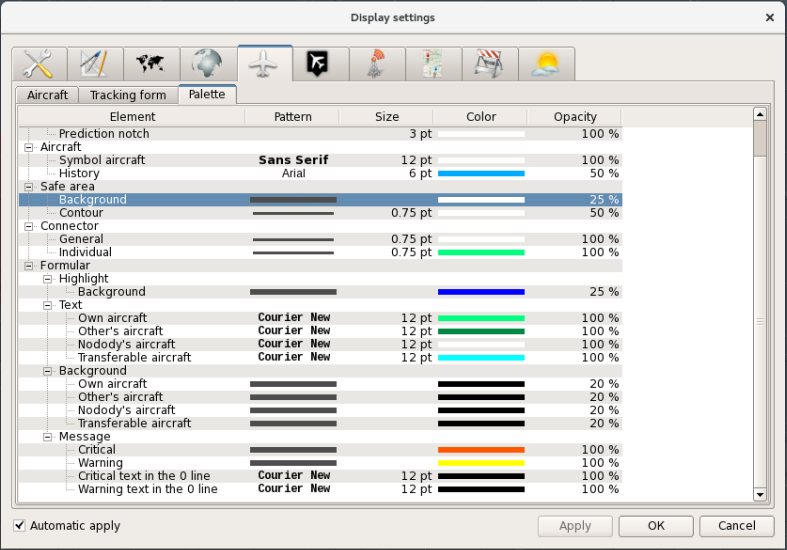 Display settings
Aircraft Tracking form Palette
Element Pattern Size Color Opacity
Prediction notch 3 pt 100 %
Aircraft
Symbol aircraft Sans Serif 12 pt 100 %
History Arial 6 pt 50 %
Safe area
Background 25 %
Contour 0.75 pt 50 %
Connector
General 0.75 pt 100 %
Individual 0.75 pt 100 %
Formular
Highlight
Background 25 %
Text
Own aircraft Courier New 12 pt 100 %
Other's aircraft Courier New 12 pt 100 %
Nodody's aircraft Courier New 12 pt 100 %
Transferable aircraft Courier New 12 pt 100 %
Background
Own aircraft 20 %
Other's aircraft 20 %
Nodody's aircraft 20 %
Transferable aircraft 20 %
Message
Critical 100 %
Warning 100 %
Critical text in the 0 line Courier New 12 pt 100 %
Warning text in the 0 line Courier New 12 pt 100 %
Automatic apply Apply OK Cancel